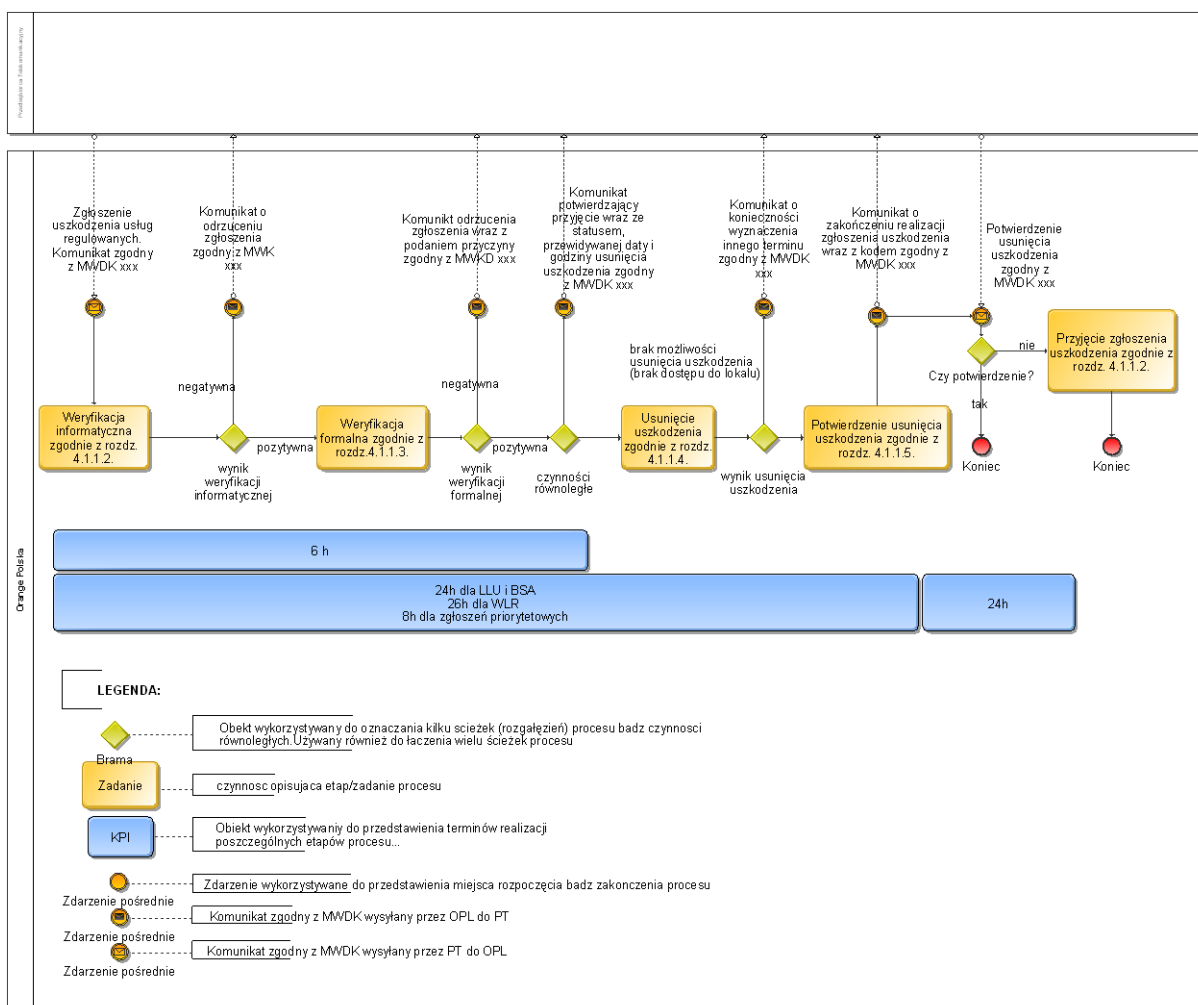 Przedsiębiorca Telekomunikacyjny
Orange Polska
Zgłoszenie
uszkodzenia usług
regulowanych.
Komunikat zgodny
z MWDK xxx
Komunikat o
odrzuceniu
zgłoszenia
zgodny z MWK
xxx
Komunikt odrzucenia
zgłoszenia wraz z
podaniem przyczyny
zgodny z MWKD xxx
Komunikat
potwierdzający
przyjęcie wraz ze
statusem,
przewidywanej daty i
godziny usunięcia
uszkodzenia zgodny
z MWDK xxx
Komunikat o
konieczności
wyznaczenia
innego terminu
zgodny z MWDK
xxx
Komunikat o
zakończeniu realizacji
zgłoszenia uszkodzenia
wraz z kodem zgodny z
MWDK xxx
Potwierdzenie
usunięcia
uszkodzenia
zgodny z
MWDK xxx
negatywna
negatywna
brak możliwości
usunięcia uszkodzenia
(brak dostępu do lokalu)
nie
Przyjęcie zgłoszenia
uszkodzenia zgodnie z
rozdz. 4.1.1.2.
Czy potwierdzenie?
tak
Weryfikacja
informatyczna
zgodnie z rozdz.
4.1.1.2.
pozytywna
Weryfikacja
formalna zgodnie z
rozdz.4.1.1.3.
pozytywna
Usunięcie
uszkodzenia
zgodnie z rozdz.
4.1.1.4.
Potwierdzenie usunięcia
uszkodzenia zgodnie z
rozdz. 4.1.1.5.
wynik
weryfikacji
informatycznej
wynik
weryfikacji
formalnej
czynności
równoległe
wynik usunięcia
uszkodzenia
Koniec
Koniec
6 h
24h dla LLU i BSA
26h dla WLR
8h dla zgłoszeń priorytetowych
24h
LEGENDA:
Brama
Obekt wykorzystywany do oznaczania kilku scieżek (rozgałęzień) procesu badz czynnosci
równoległych.Używany również do łaczenia wielu ścieżek procesu
Zadanie
czynnosc opisujaca etap/zadanie procesu
KPI
Obiekt wykorzystywaniy do przedstawienia terminów realizacji
poszczególnych etapów procesu...
Zdarzenie pośrednie
Zdarzenie wykorzystywane do przedstawienia miejsca rozpoczęcia badz zakonczenia procesu
Zdarzenie pośrednie
Komunikat zgodny z MWDK wysyłany przez OPL do PT
Zdarzenie pośrednie
Komunikat zgodny z MWDK wysyłany przez PT do OPL